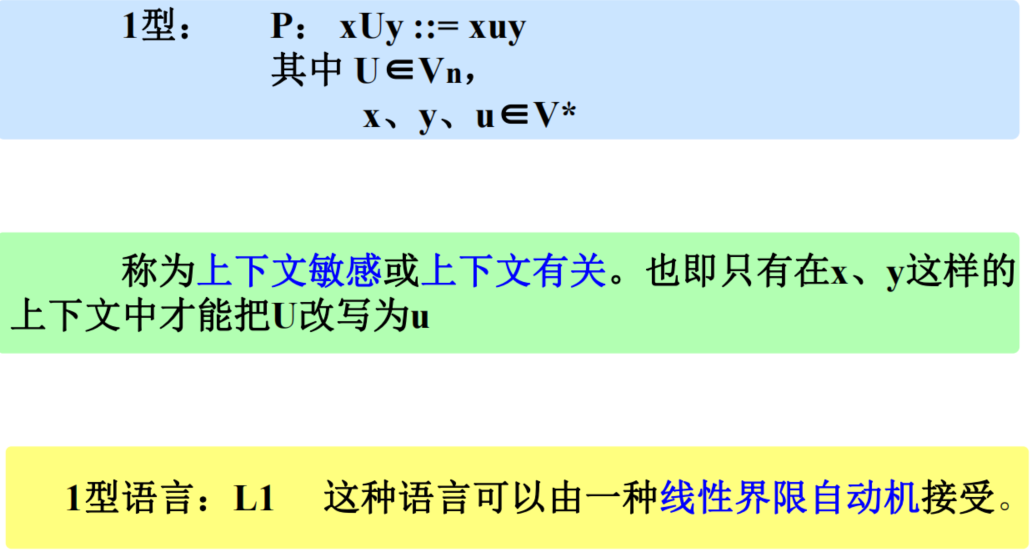 1型： P： xUy ::= xuy
其中 U∈Vn，
x、y、u∈V*
称为上下文敏感或上下文有关。也即只有在x、y这样的
上下文中才能把U改写为u
1型语言：L1 这种语言可以由一种线性界限自动机接受。